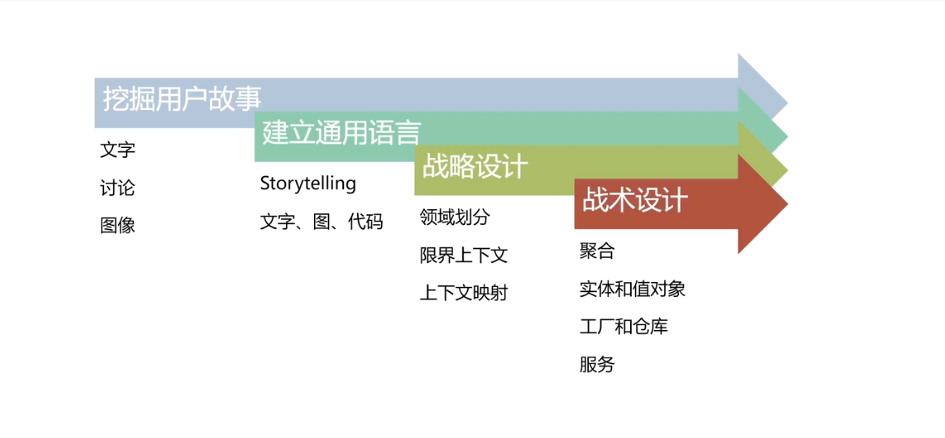 挖掘用户故事
文字
讨论
图像
建立通用语言
Storytelling
文字、图、代码
战略设计
领域划分
限界上下文
上下文映射
战术设计
聚合
实体和值对象
工厂和仓库
服务